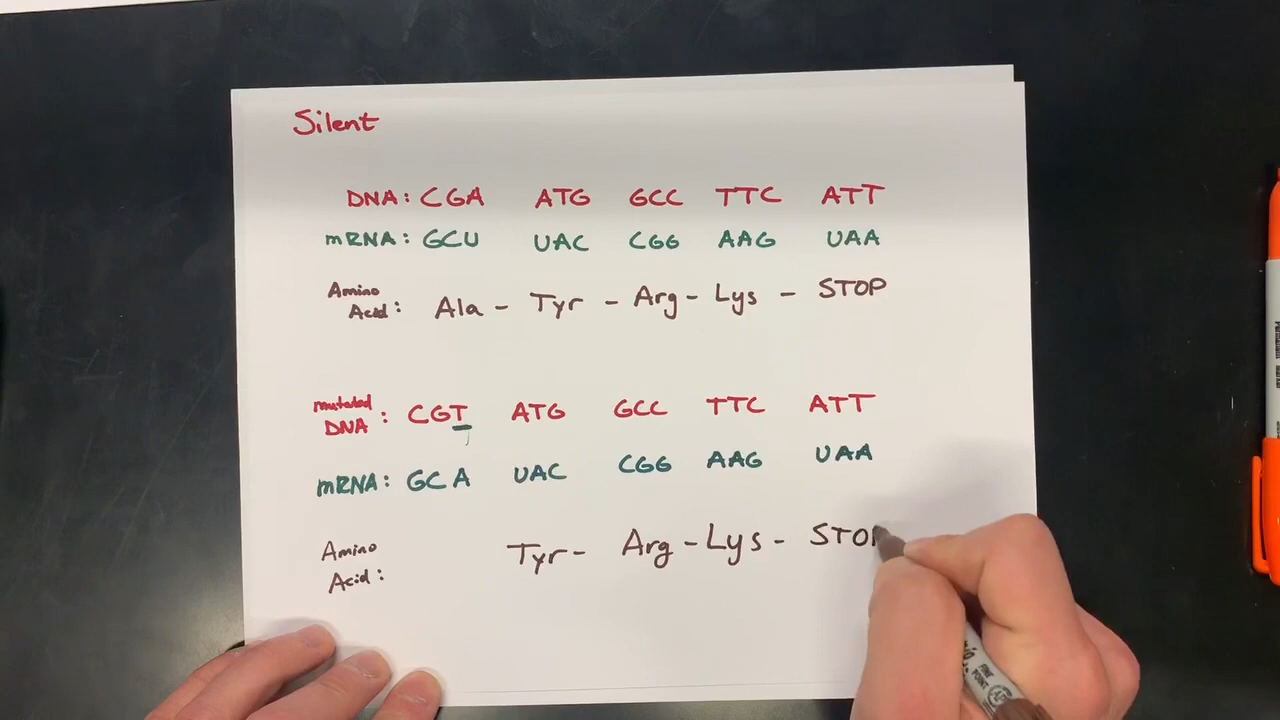 Silent
DNA: CGA ATG GCC TTC ATT
mRNA: GCU UAC CGG AAG UAA
Amino
Acid: Ala - Tyr - Arg - Lys - STOP
mutated
DNA: CGT ATG GCC TTC ATT
mRNA: GCA UAC CGG AAG UAA
Amino
Acid: Tyr - Arg - Lys - STOP
FINE
POINT